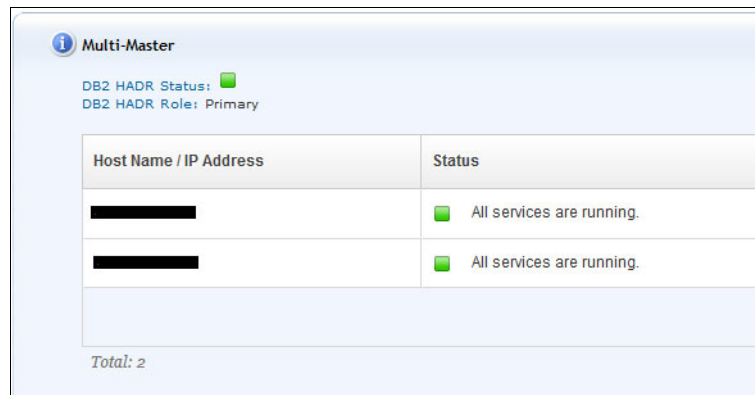 Multi-Master
DB2 HADR Status:
DB2 HADR Role: Primary
Host Name / IP Address Status
All services are running.
All services are running.
Total: 2